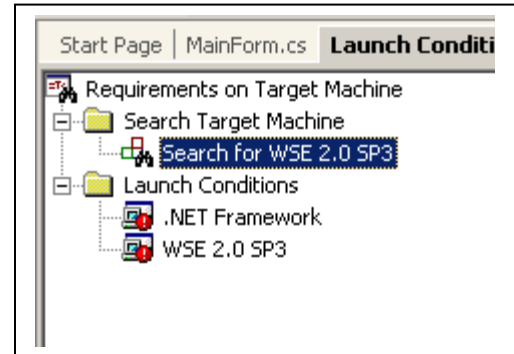 Start Page MainForm.cs Launch Conditi
Requirements on Target Machine
Search Target Machine
Search for WSE 2.0 SP3
Launch Conditions
.NET Framework
WSE 2.0 SP3